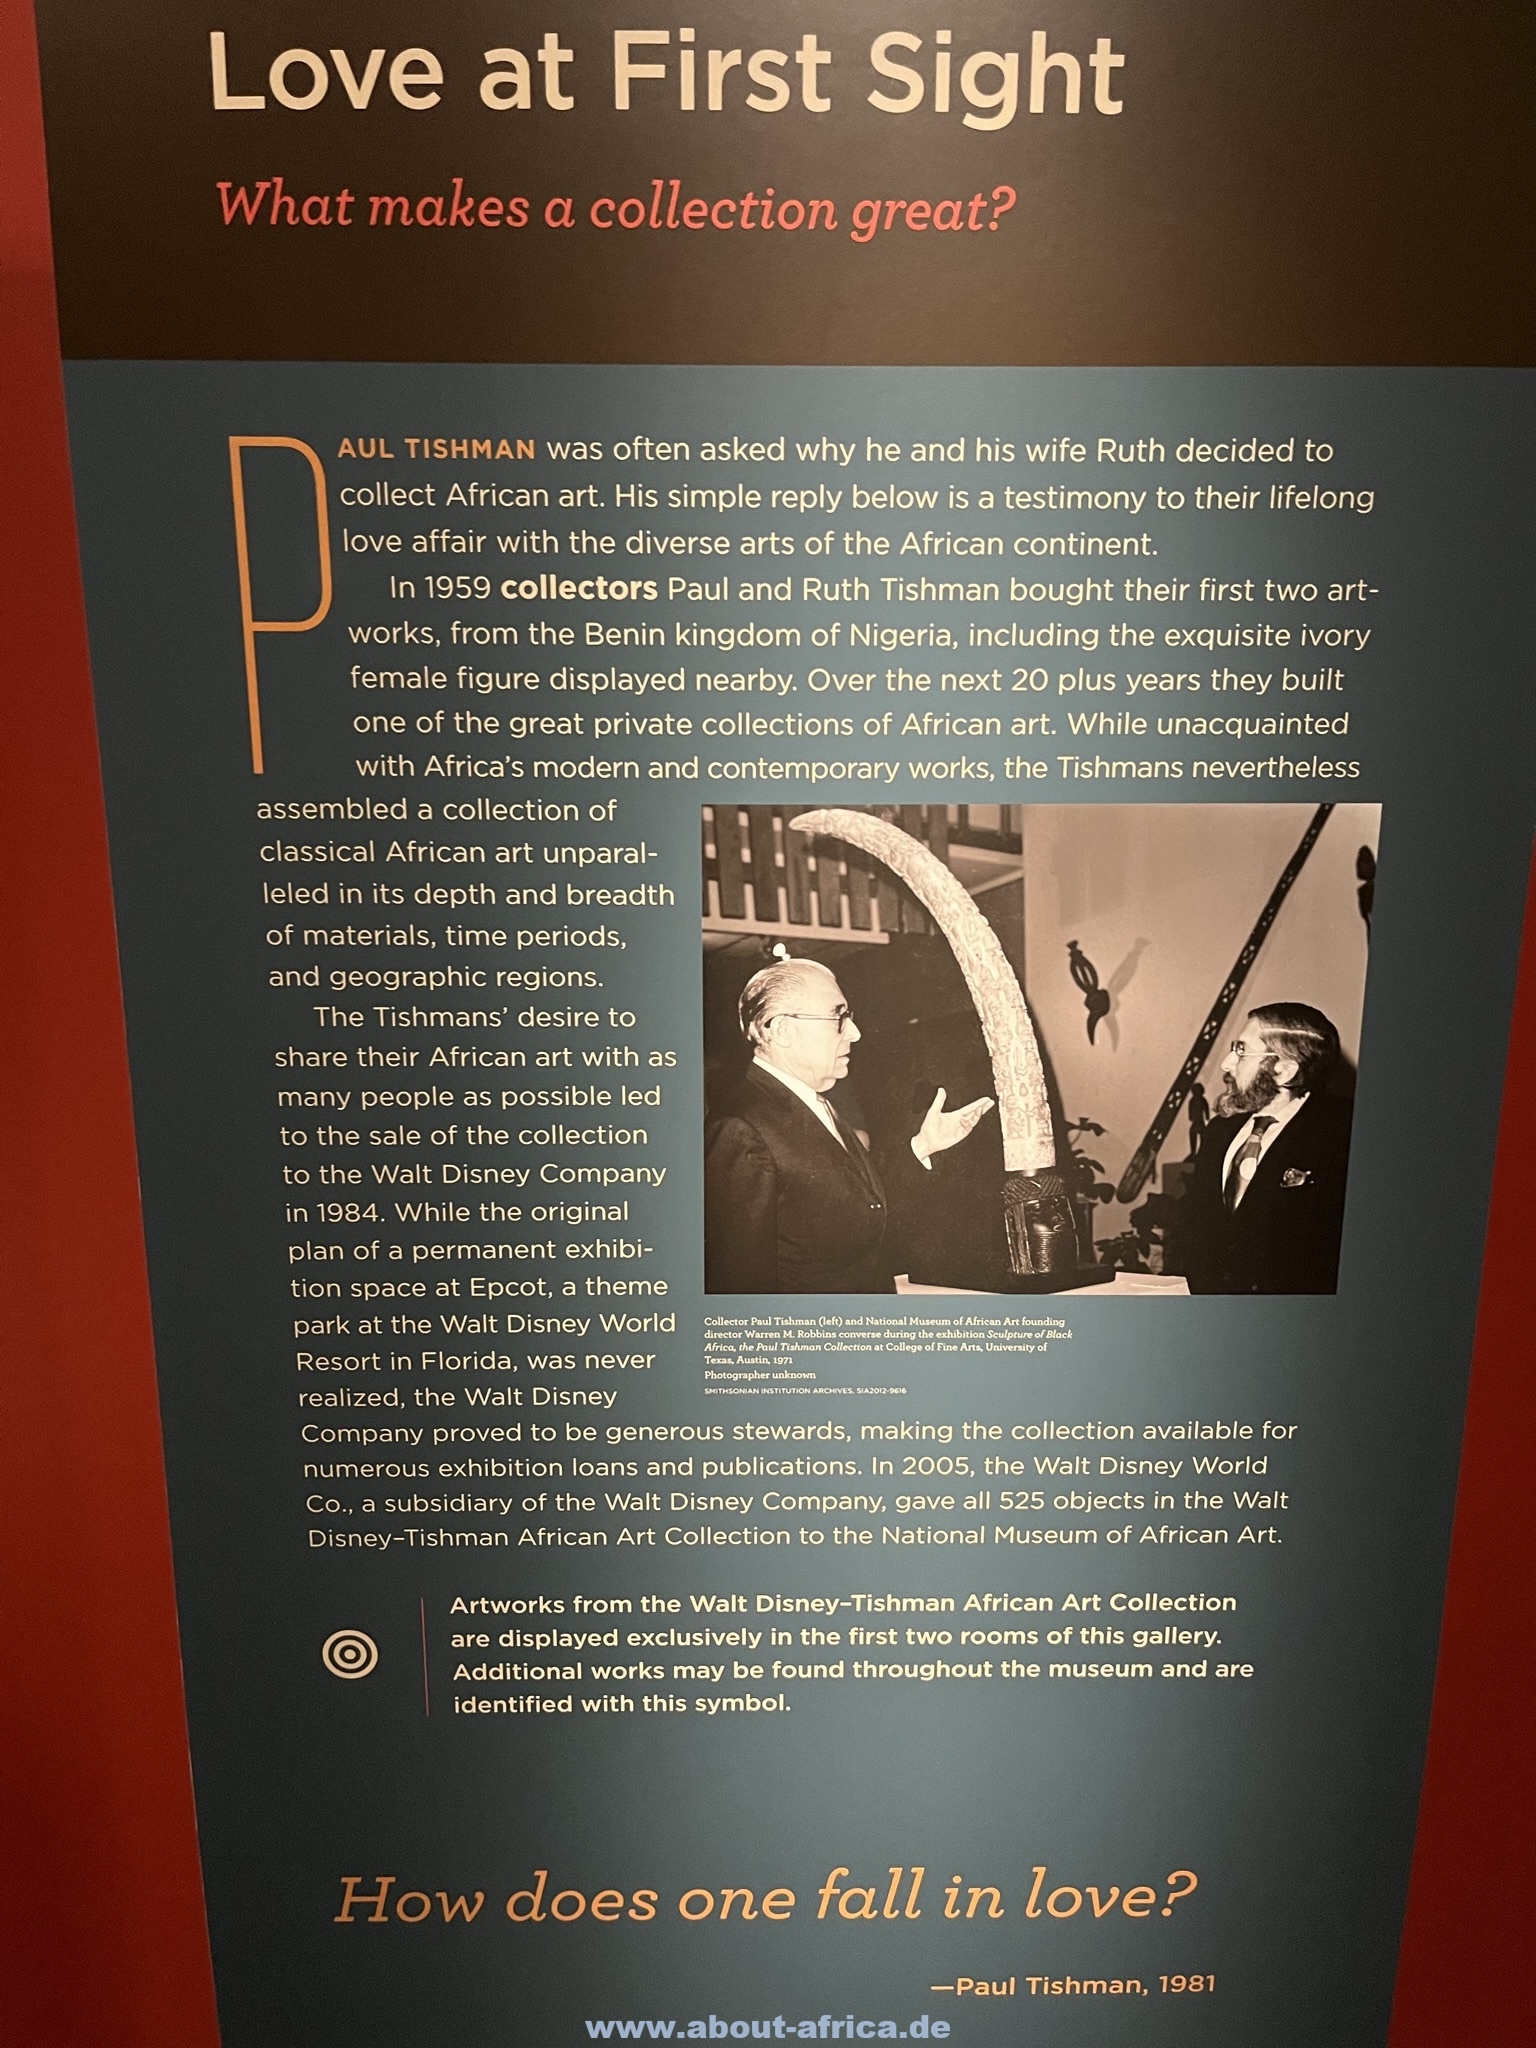 Love at First Sight
What makes a collection great?
PAUL TISHMAN was often asked why he and his wife Ruth decided to
collect African art. His simple reply below is a testimony to their lifelong
love affair with the diverse arts of the African continent.
In 1959 collectors Paul and Ruth Tishman bought their first two art-
works, from the Benin kingdom of Nigeria, including the exquisite ivory
female figure displayed nearby. Over the next 20 plus years they built
one of the great private collections of African art. While unacquainted
with Africa's modern and contemporary works, the Tishmans nevertheless
assembled a collection of
classical African art unparal-
leled in its depth and breadth
of materials, time periods,
and geographic regions.
The Tishmans' desire to
share their African art with as
many people as possible led
to the sale of the collection
to the Walt Disney Company
in 1984. While the original
plan of a permanent exhibi-
tion space at Epcot, a theme
park at the Walt Disney World
Resort in Florida, was never
realized, the Walt Disney
Company proved to be generous stewards, making the collection available for
numerous exhibition loans and publications. In 2005, the Walt Disney World
Co., a subsidiary of the Walt Disney Company, gave all 525 objects in the Walt
Disney–Tishman African Art Collection to the National Museum of African Art.
Collector Paul Tishman (left) and National Museum of African Art founding
director Warren M. Robbins converse during the exhibition Sculpture of Black
Africa, the Paul Tishman Collection at College of Fine Arts, University of
Texas, Austin, 1971
Photographer unknown
SMITHSONIAN INSTITUTION ARCHIVES, SIA2012-9616
Artworks from the Walt Disney–Tishman African Art Collection
are displayed exclusively in the first two rooms of this gallery.
Additional works may be found throughout the museum and are
identified with this symbol.
How does one fall in love?
—Paul Tishman, 1981
www.about-africa.de